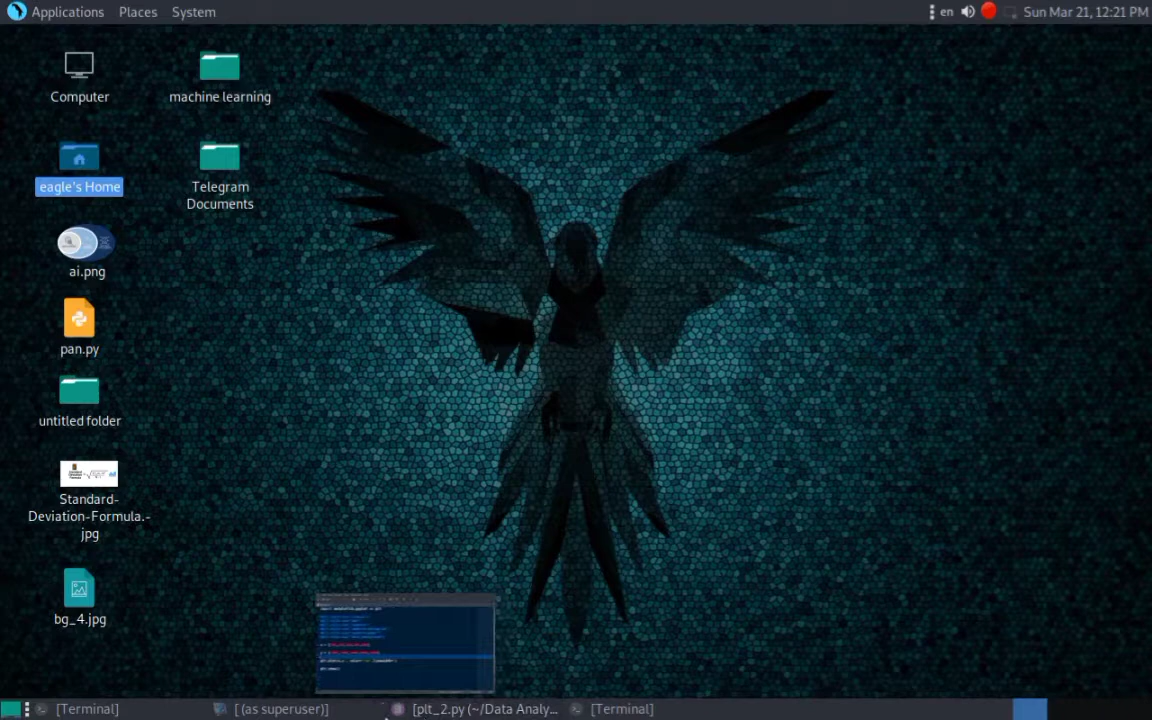 Applications Places System
en Sun Mar 21, 12:21 PM
Computer
machine learning
eagle's Home
Telegram
Documents
ai.png
pan.py
untitled folder
Standard-
Deviation-Formula.-
jpg
bg_4.jpg
[Terminal]
[ (as superuser)]
[plt_2.py (~/Data Analy...
[Terminal]